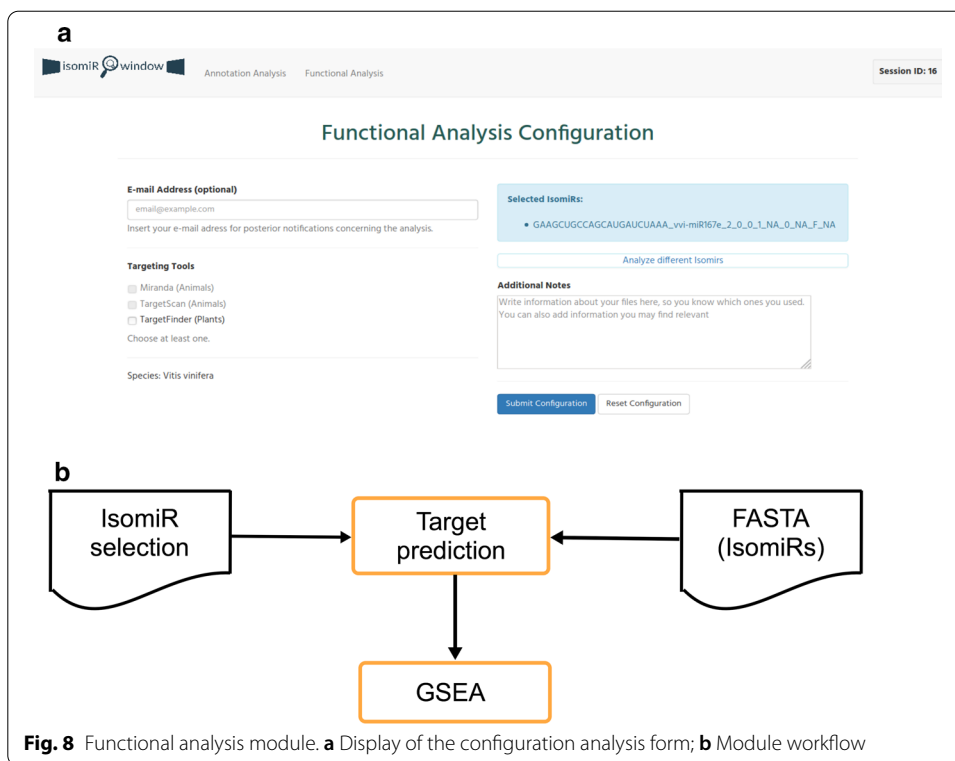 a
isomiR window
Annotation Analysis Functional Analysis
Session ID: 16
Functional Analysis Configuration
E-mail Address (optional)
email@example.com
Insert your e-mail adress for posterior notifications concerning the analysis.
Targeting Tools
Miranda (Animals)
TargetScan (Animals)
TargetFinder (Plants)
Choose at least one.
Species: Vitis vinifera
Selected IsomiRs:
• GAAGCUGCCAGCAUGAUCUAAA_vvi-miR167e_2_0_0_1_NA_0_NA_F_NA
Analyze different Isomirs
Additional Notes
Write information about your files here, so you know which ones you used.
You can also add information you may find relevant
Submit Configuration Reset Configuration
b
IsomiR
selection
Target
prediction
FASTA
(IsomiRs)
GSEA
Fig. 8 Functional analysis module. a Display of the configuration analysis form; b Module workflow